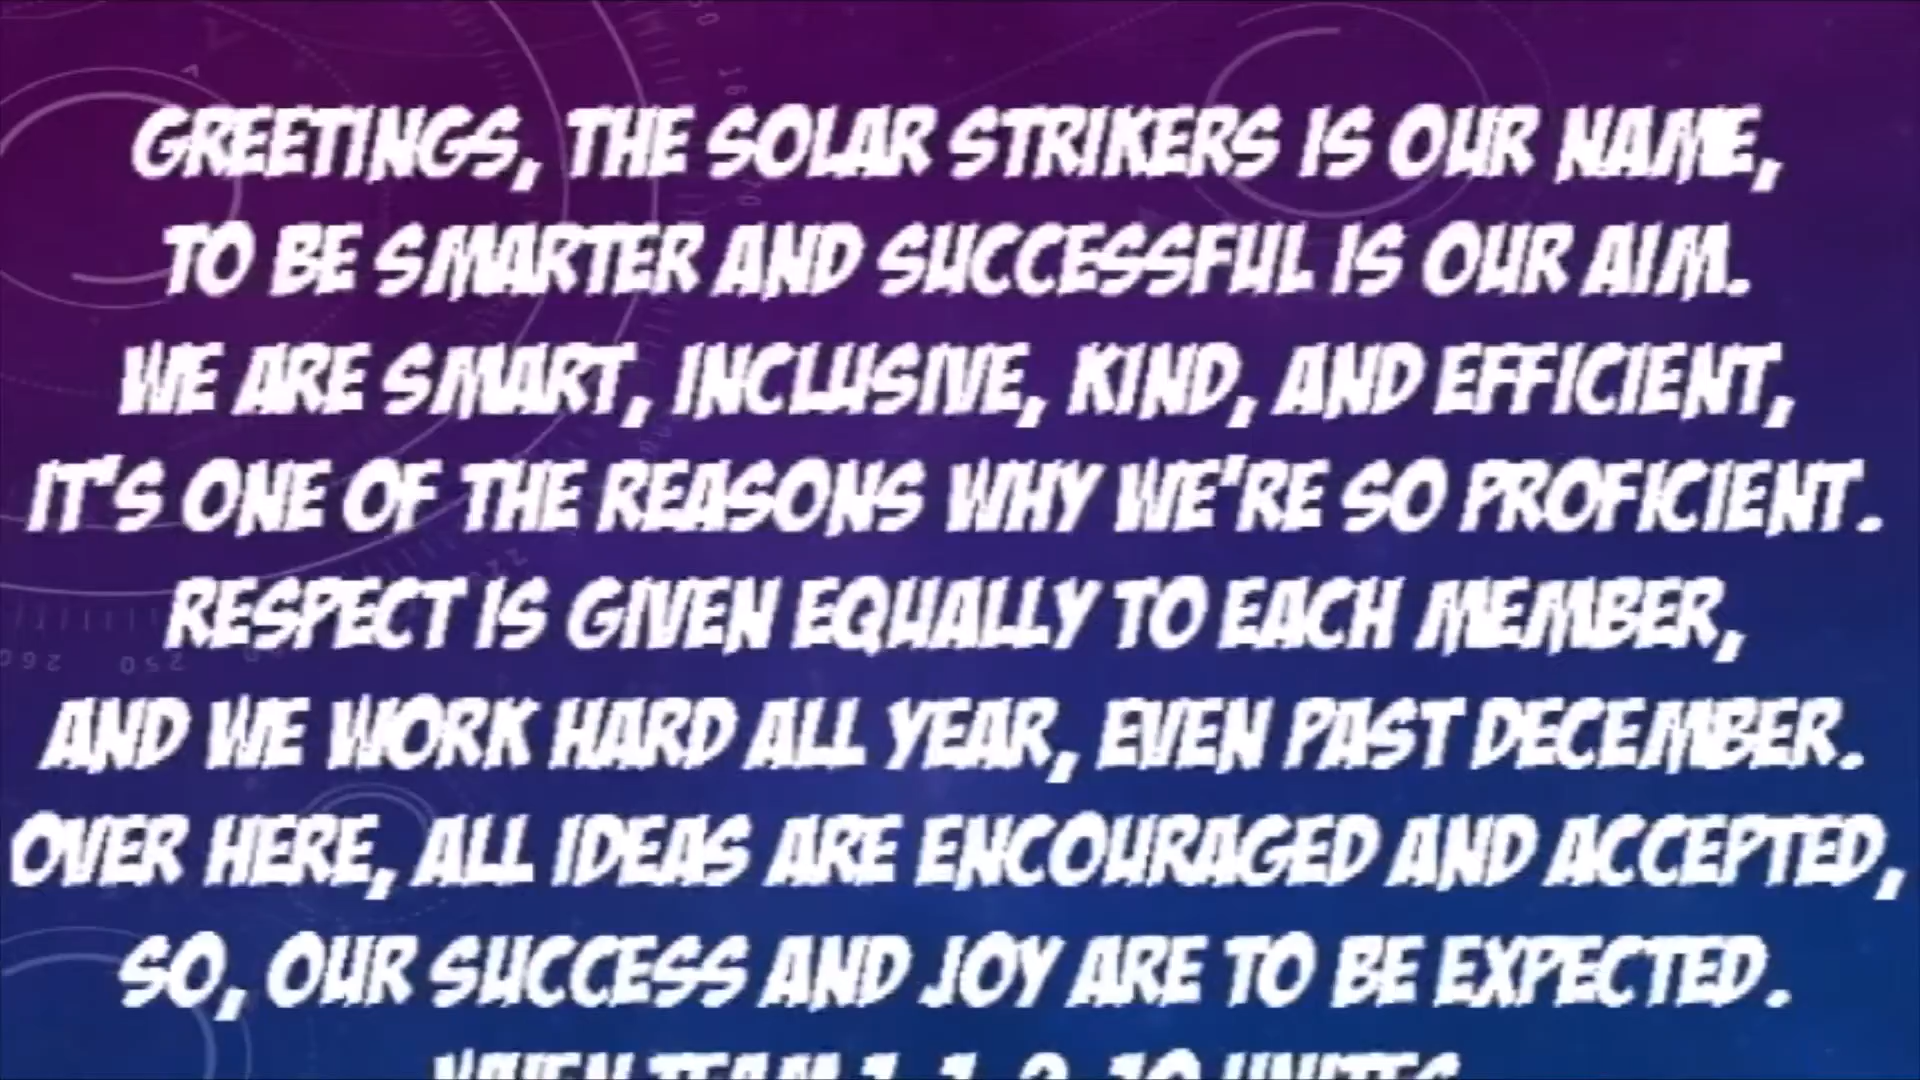 GREETINGS, THE SOLAR STRIKERS IS OUR NAME,
TO BE SMARTER AND SUCCESSFUL IS OUR AIM.
WE ARE SMART, INCLUSIVE, KIND, AND EFFICIENT,
IT'S ONE OF THE REASONS WHY WE'RE SO PROFICIENT.
RESPECT IS GIVEN EQUALLY TO EACH MEMBER,
AND WE WORK HARD ALL YEAR, EVEN PAST DECEMBER.
OVER HERE, ALL IDEAS ARE ENCOURAGED AND ACCEPTED,
SO, OUR SUCCESS AND JOY ARE TO BE EXPECTED.
WHEN TEAM UNITES